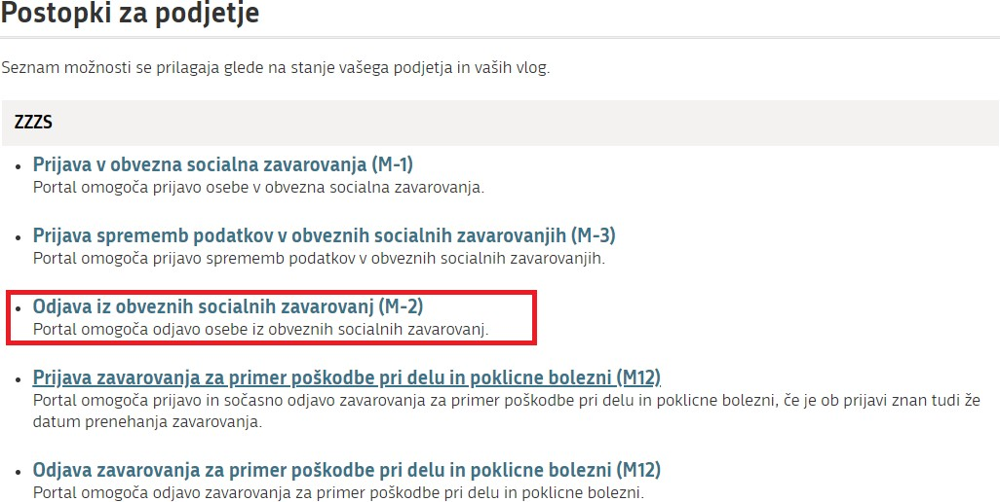 Postopki za podjetje
Seznam možnosti se prilagaja glede na stanje vašega podjetja in vaših vlog.
ZZZS
• Prijava v obvezna socialna zavarovanja (M-1)
Portal omogoča prijavo osebe v obvezna socialna zavarovanja.
• Prijava sprememb podatkov v obveznih socialnih zavarovanjih (M-3)
Portal omogoča prijavo sprememb podatkov v obveznih socialnih zavarovanjih.
• Odjava iz obveznih socialnih zavarovanj (M-2)
Portal omogoča odjavo osebe iz obveznih socialnih zavarovanj.
• Prijava zavarovanja za primer poškodbe pri delu in poklicne bolezni (M12)
Portal omogoča prijavo in sočasno odjavo zavarovanja za primer poškodbe pri delu in poklicne bolezni, če je ob prijavi znan tudi že
datum prenehanja zavarovanja.
• Odjava zavarovanja za primer poškodbe pri delu in poklicne bolezni (M12)
Portal omogoča odjavo zavarovanja za primer poškodbe pri delu in poklicne bolezni.